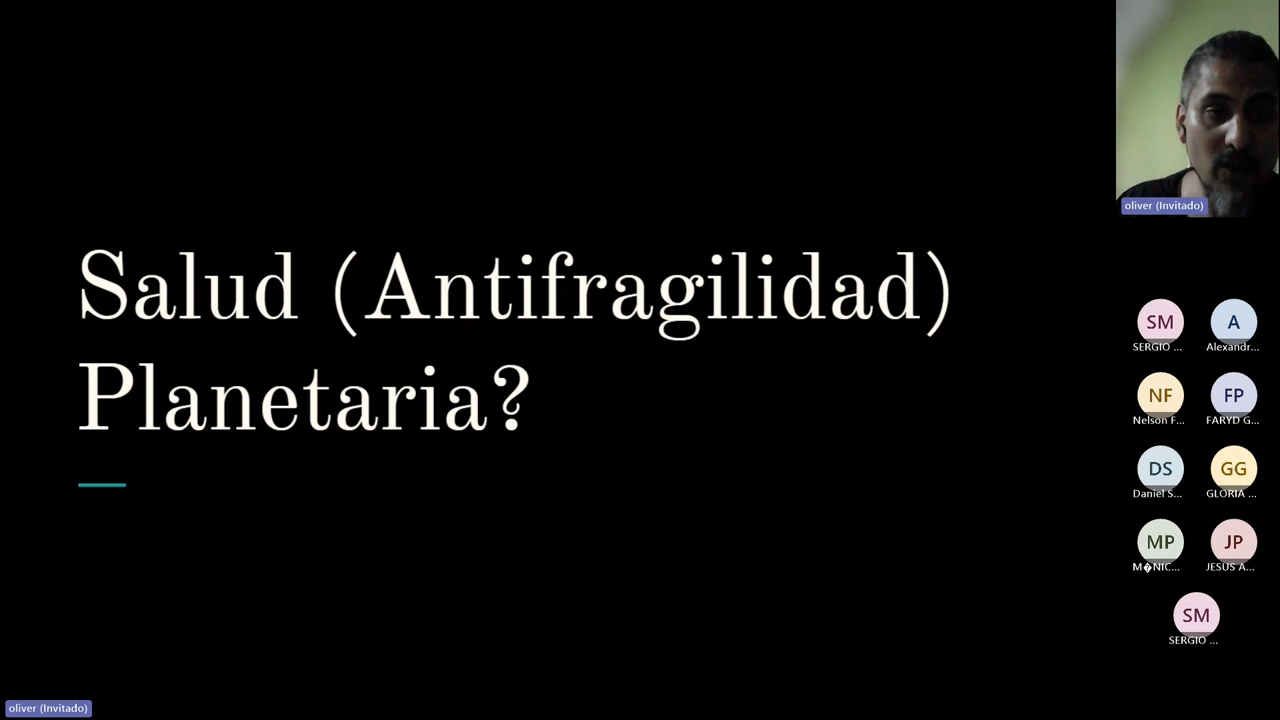 Salud (Antifragilidad)
Planetaria?
oliver (Invitado)
SM
A
SERGIO ...
Alexandr...
NF
FP
Nelson F...
FARYD G...
DS
GG
Daniel S...
GLORIA ...
MP
JP
M�NIC...
JESUS A...
SM
SERGIO ...
oliver (Invitado)